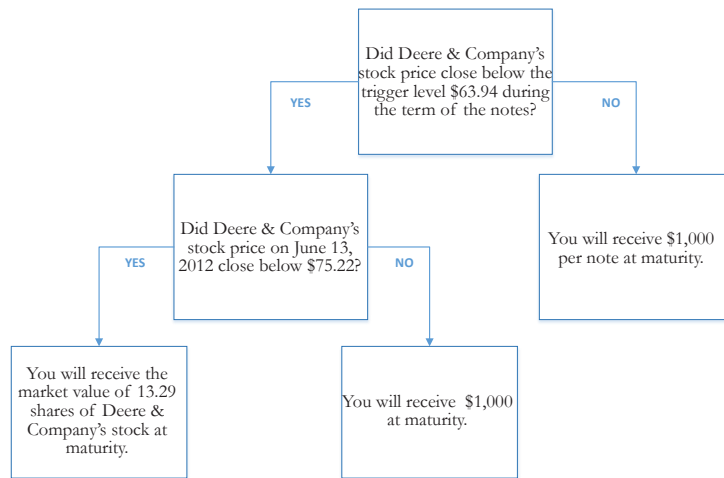 Did Deere & Company's
stock price close below the
trigger level $63.94 during
the term of the notes?
YES
NO
Did Deere & Company's
stock price on June 13,
2012 close below $75.22?
You will receive $1,000
per note at maturity.
YES
NO
You will receive the
market value of 13.29
shares of Deere &
Company's stock at
maturity.
You will receive $1,000
at maturity.